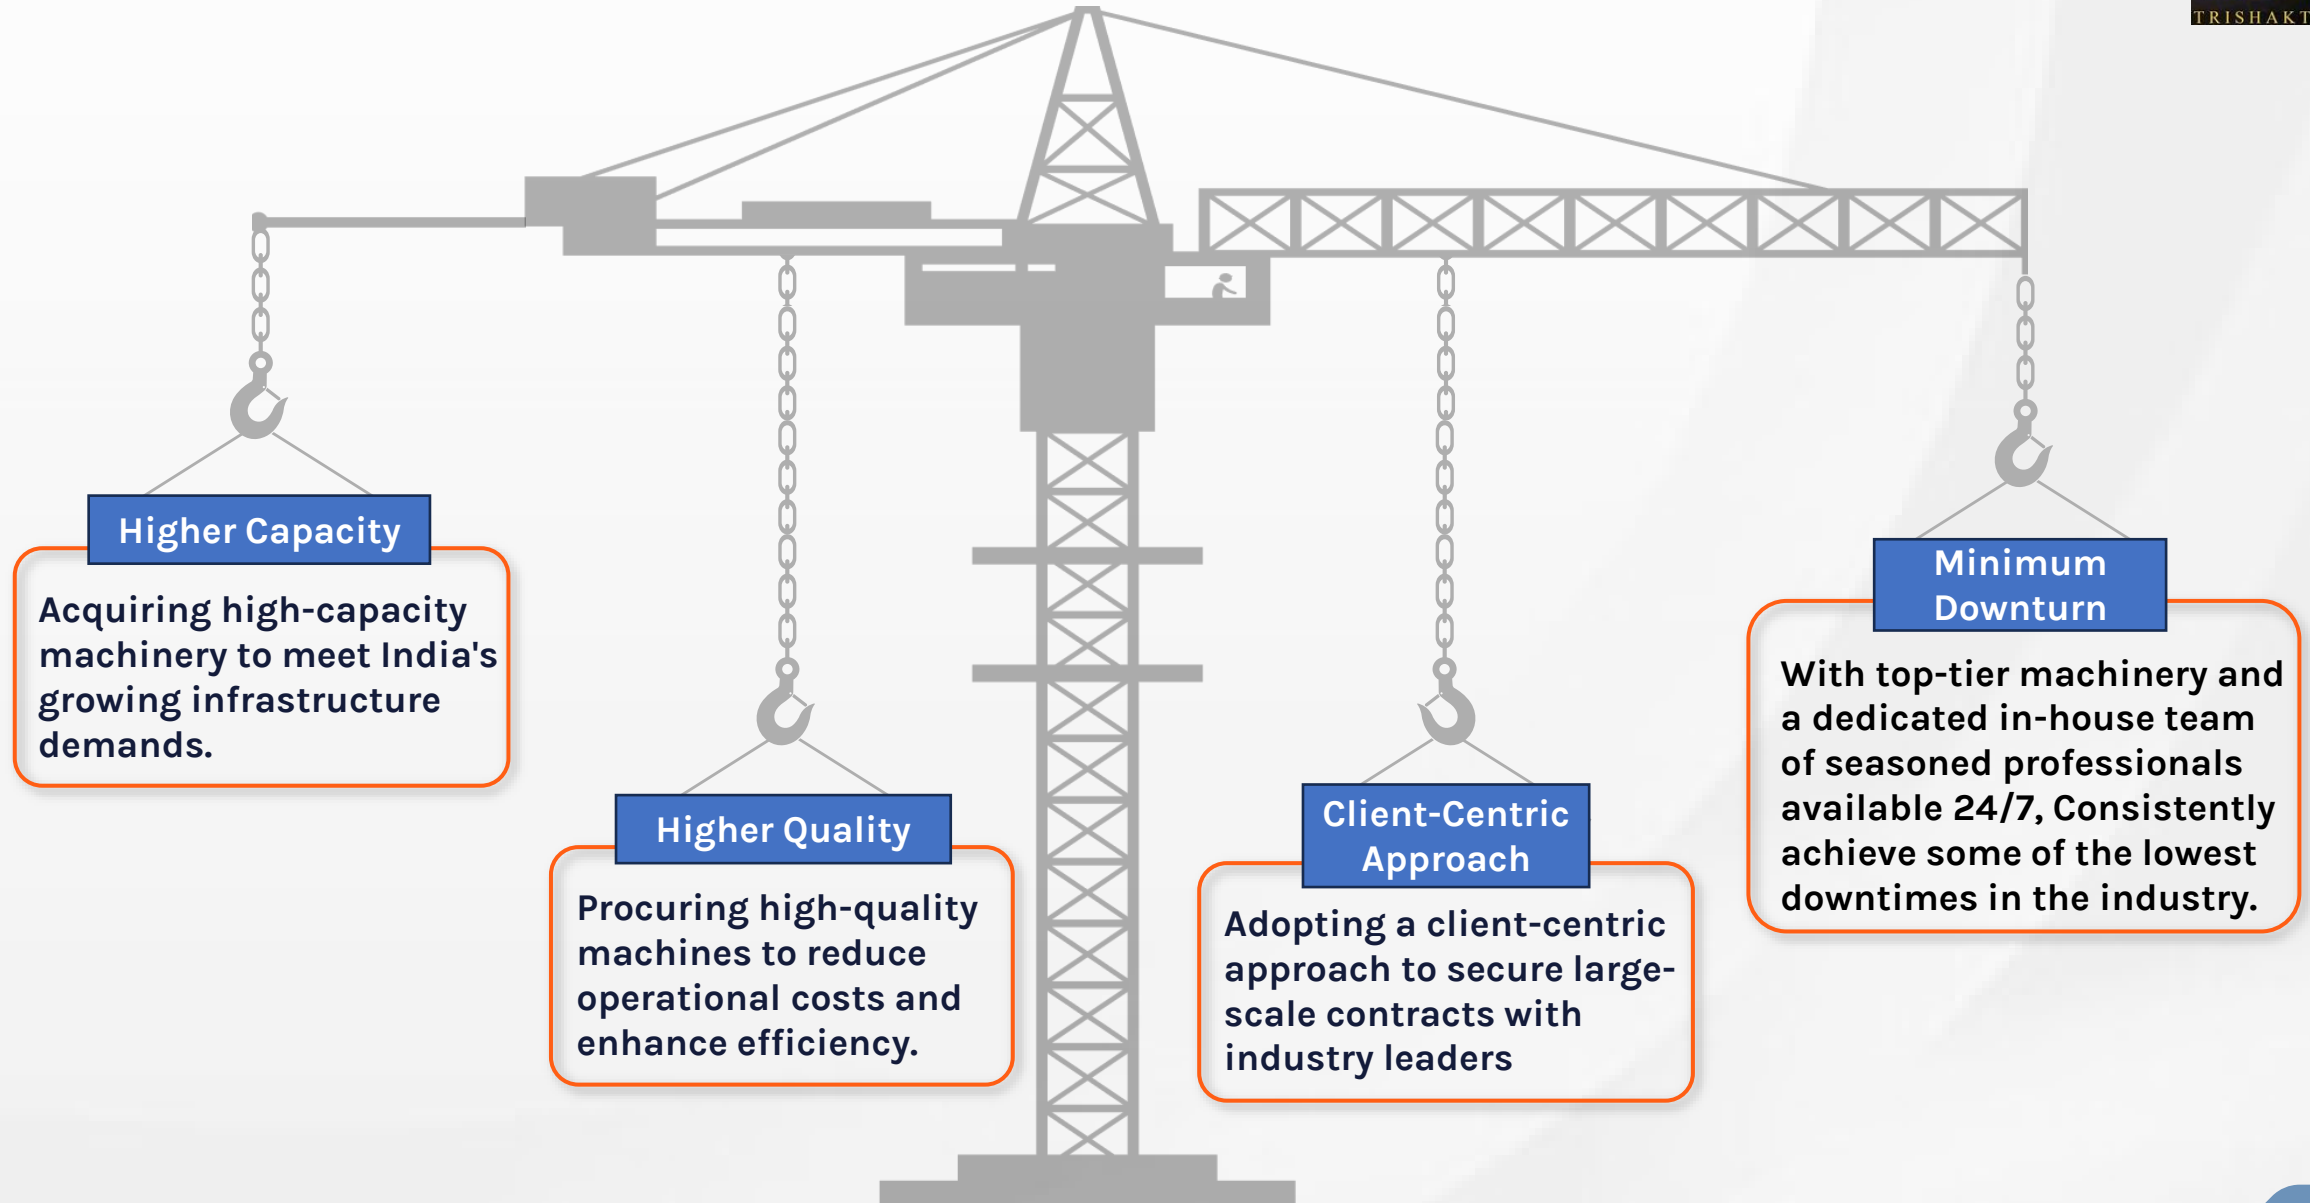 TRISHAKT
Higher Capacity
Acquiring high-capacity
machinery to meet India's
growing infrastructure
demands.
Higher Quality
Procuring high-quality
machines to reduce
operational costs and
enhance efficiency.
Client-Centric
Approach
Adopting a client-centric
approach to secure large-
scale contracts with
industry leaders
Minimum
Downturn
With top-tier machinery and
a dedicated in-house team
of seasoned professionals
available 24/7, Consistently
achieve some of the lowest
downtimes in the industry.